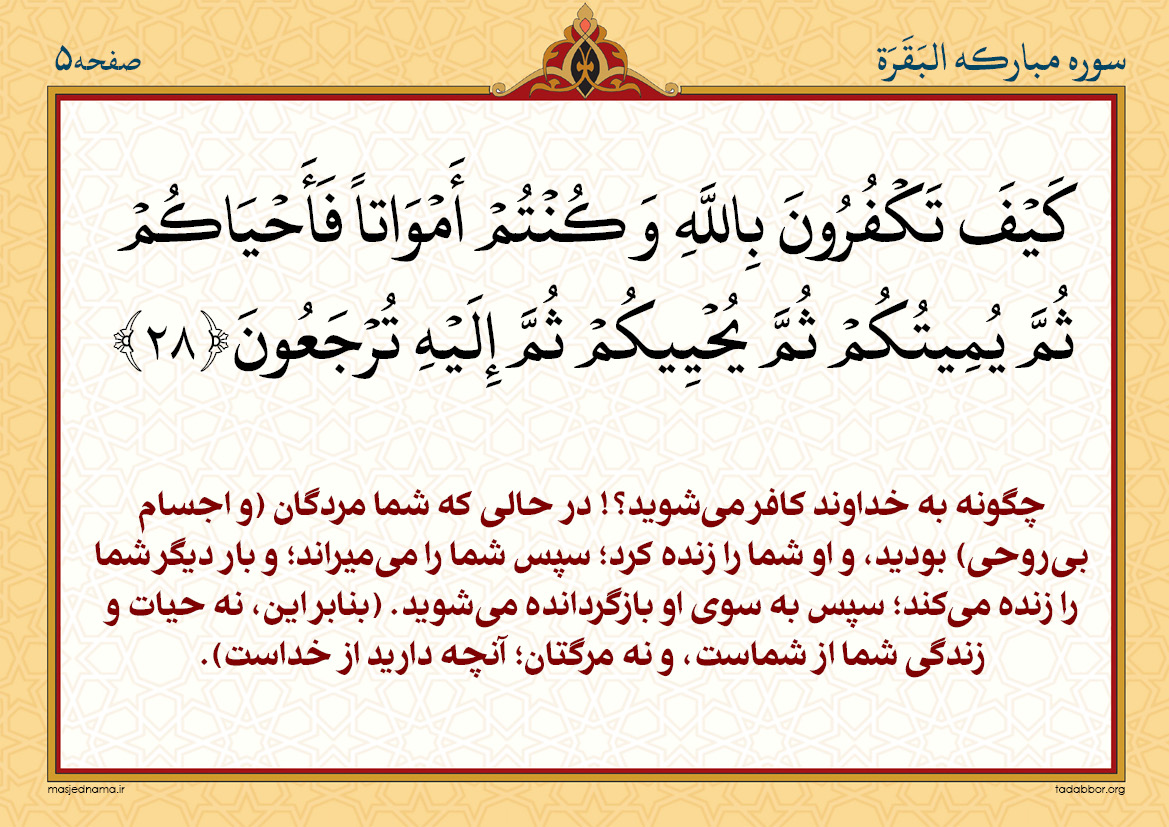 سوره مبارکه البَقَرَة
صفحه۵
كَيْفَ تَكْفُرُونَ بِاللَّهِ وَ كُنْتُمْ أَمْوَاتاً فَأَحْيَاكُمْ
ثُمَّ يُمِيتُكُمْ ثُمَّ يُحْيِيكُمْ ثُمَّ إِلَيْهِ تُرْجَعُونَ ﴿٢٨﴾
چگونه به خداوند کافر می‌شوید؟! در حالی که شما مردگان (و اجسام
بی‌روحی) بودید، و او شما را زنده کرد؛ سپس شما را می‌میراند؛ و بار دیگر شما
را زنده می‌کند؛ سپس به سوی او بازگردانده می‌شوید. (بنابر این، نه حیات و
زندگی شما از شماست، و نه مرگتان؛ آنچه دارید از خداست).
masjednama.ir
tadabbor.org